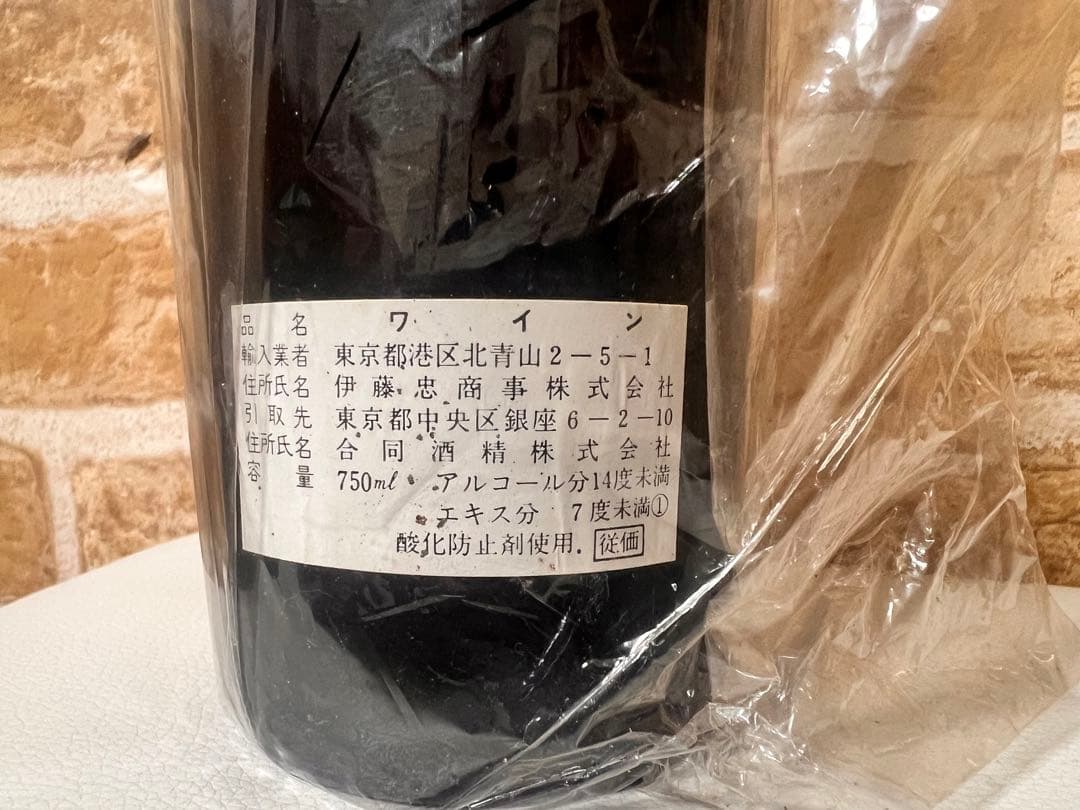 品名 ワイン
輸入業者 東京都港区北青山2-5-1
住所氏名 伊藤忠商事株式会社
引取先 東京都中央区銀座6-2-10
住所氏名 合同酒精株式会社
容量 750ml アルコール分14度未満
エキス分 7度未満①
酸化防止剤使用. 従価